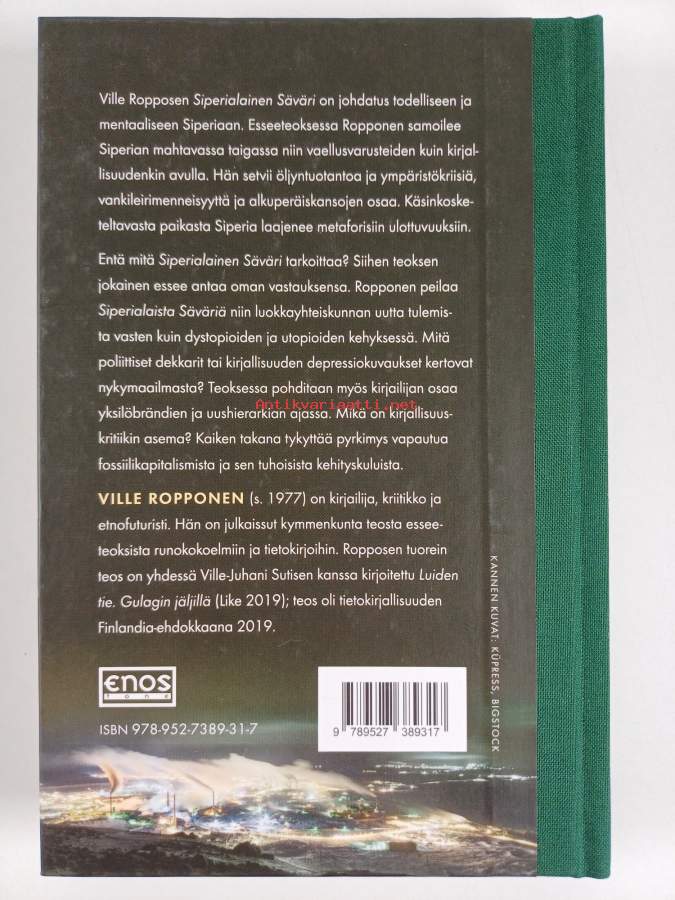 Ville Ropposen Siperialainen Säväri on johdatus todelliseen ja
mentaaliseen Siperiaan. Esseeteoksessa Ropponen samoilee
Siperian mahtavassa taigassa niin vaellusvarusteiden kuin kirjal-
lisuudenkin avulla. Hän setvii öljyntuotantoa ja ympäristökriisiä,
vankileirimenneisyyttä ja alkuperäiskansojen osaa. Käsinkoske-
teltavasta paikasta Siperia laajenee metaforisiin ulottuvuuksiin.
Entä mitä Siperialainen Säväri tarkoittaa? Siihen teoksen
jokainen essee antaa oman vastauksensa. Ropponen peilaa
Siperialaista Säväriä niin luokkayhteiskunnan uutta tulemis-
ta vasten kuin dystopioiden ja utopioiden kehyksessä. Mitä
poliittiset dekkarit tai kirjallisuuden depressiokuvaukset kertovat
nykymaailmasta? Teoksessa pohditaan myös kirjailijan osaa
Antikvariaatti.net
yksilöbrändien ja uushierarkian ajassa. Mikä on kirjallisuus-
kritiikin asema? Kaiken takana tykyttää pyrkimys vapautua
fossiilikapitalismista ja sen tuhoisista kehityskuluista.
VILLE ROPPONEN (s. 1977) on kirjailija, kriitikko ja
etnofuturisti. Hän on julkaissut kymmenkunta teosta essee-
teoksista runokokoelmiin ja tietokirjoihin. Ropposen tuorein
teos on yhdessä Ville-Juhani Sutisen kanssa kirjoitettu Luiden
tie. Gulagin jäljillä (Like 2019); teos oli tietokirjallisuuden
Finlandia-ehdokkaana 2019.
KANNEN KUVAT: KÜPRESS, BIGSTOCK
enos
tone
ISBN 978-952-7389-31-7
9 789527 389317